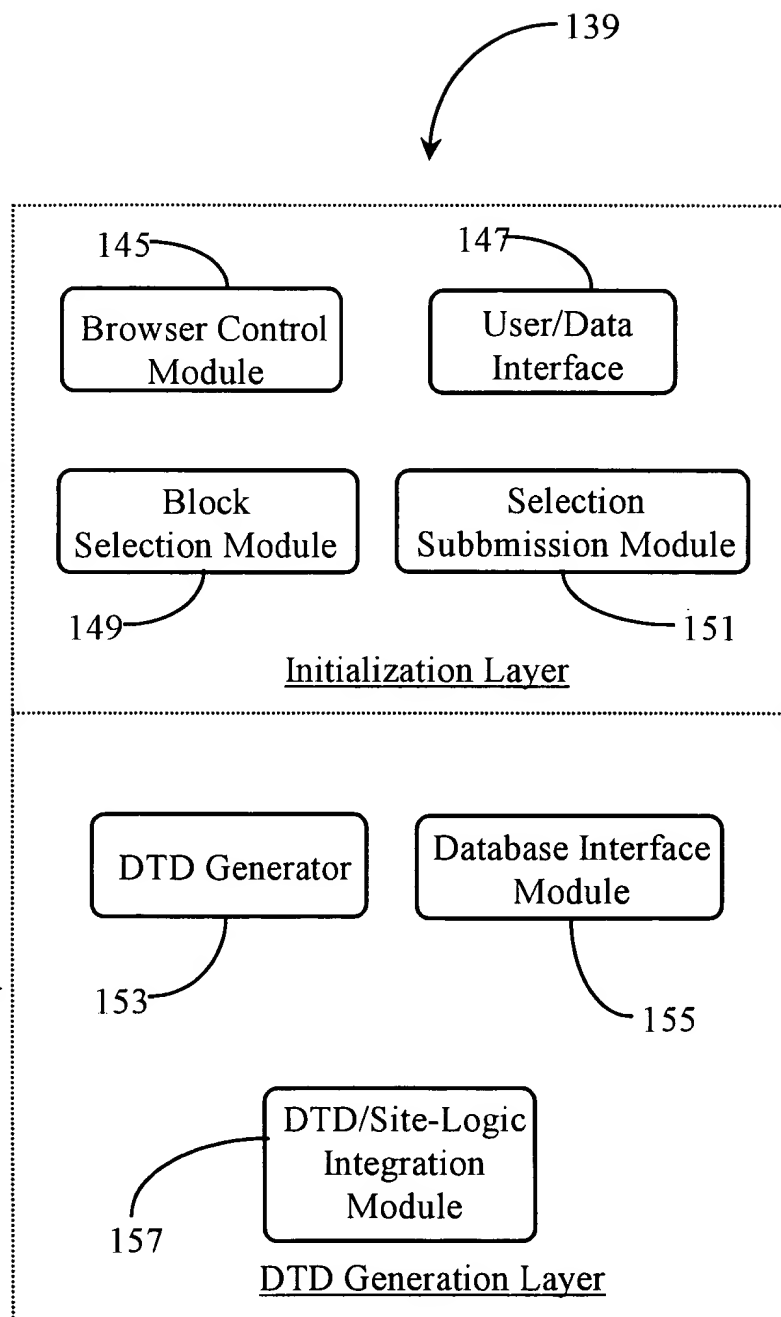 139
145
147
Browser Control
Module
User/Data
Interface
Block
Selection Module
Selection
Subbmission Module
149
151
Initialization Layer
DTD Generator
Database Interface
Module
153
155
DTD/Site-Logic
Integration
Module
157
DTD Generation Layer